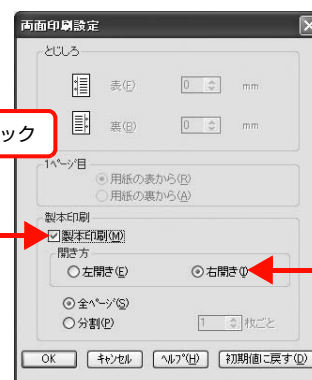 両面印刷設定
とじしろ
表(F) 0 mm
裏(B) 0 mm
ック
1ページ目
用紙の表から(R)
用紙の裏から(A)
製本印刷
製本印刷(M)
開き方
左開き(E) 右開き(I)
全ページ(S)
分割(P) 1 枚ごと
OK キャンセル ヘルプ(H) 初期値に戻す(D)